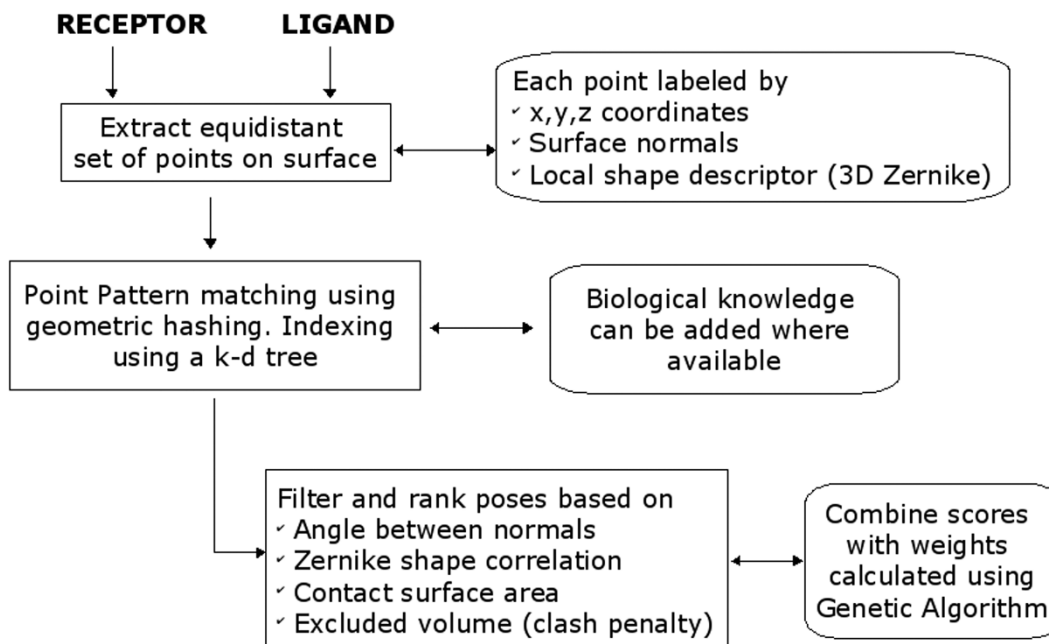 RECEPTOR LIGAND
Extract equidistant
set of points on surface
Each point labeled by
✓ x,y,z coordinates
✓ Surface normals
✓ Local shape descriptor (3D Zernike)
Point Pattern matching using
geometric hashing. Indexing
using a k-d tree
Biological knowledge
can be added where
available
Filter and rank poses based on
✓ Angle between normals
✓ Zernike shape correlation
✓ Contact surface area
✓ Excluded volume (clash penalty)
Combine scores
with weights
calculated using
Genetic Algorithm